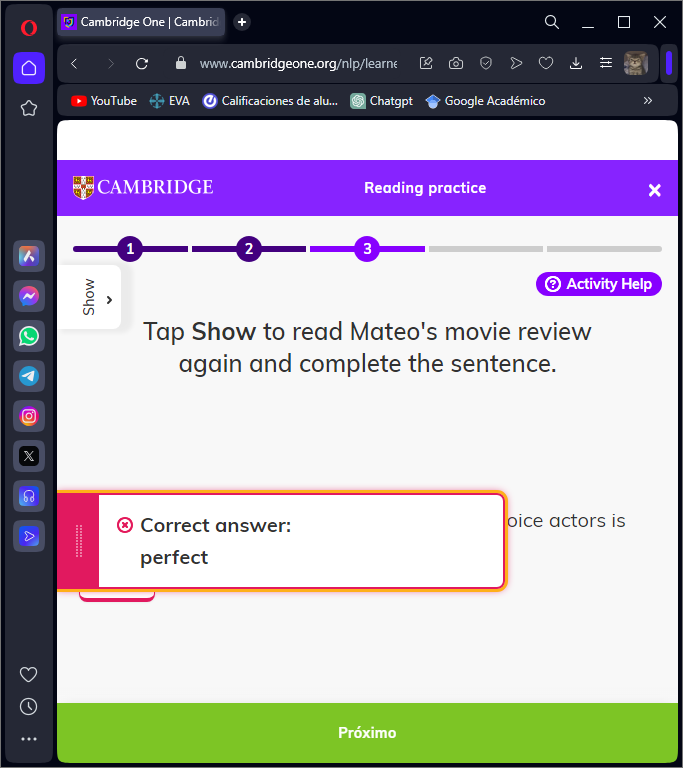 Cambridge One | Cambrid
www.cambridgeone.org/nlp/learne
YouTube
EVA
Calificaciones de alu...
Chatgpt
Google Académico
CAMBRIDGE
Reading practice
1
2
3
Show
Activity Help
Tap Show to read Mateo's movie review
again and complete the sentence.
oice actors is
Correct answer:
perfect
Próximo